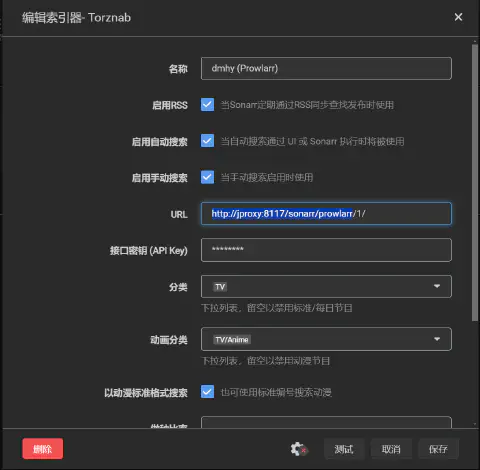 编辑索引器- Torznab
名称 dmhy (Prowlarr)
启用RSS 当Sonarr定期通过RSS同步查找发布时使用
启用自动搜索 当自动搜索通过 UI 或 Sonarr 执行时将被使用
启用手动搜索 当手动搜索启用时使用
URL http://jproxy:8117/sonarr/prowlarr/1/
接口密钥 (API Key) ********
分类 TV
下拉列表，留空以禁用标准/每日节目
动画分类 TV/Anime
下拉列表，留空以禁用动漫节目
以动漫标准格式搜索 也可使用标准编号搜索动漫
删除 测试 取消 保存